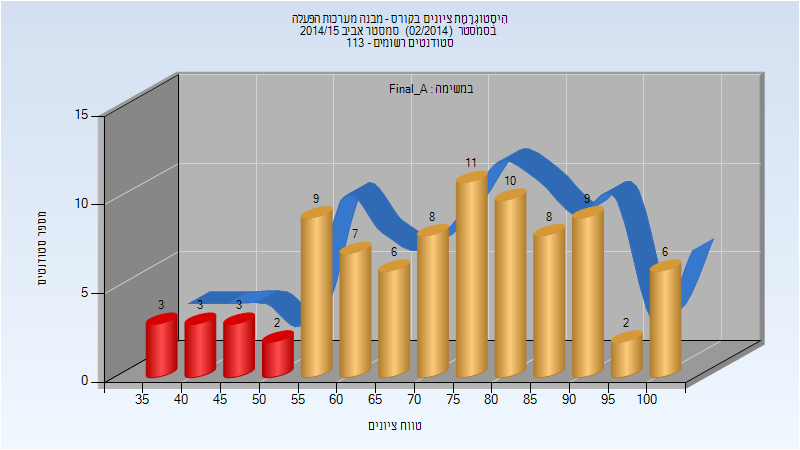 היסטוגרמת ציונים בקורס - מבנה מערכות הפעלה
בסמסטר (02/2014) סמסטר אביב 2014/15
סטודנטים רשומים - 113
במשימה : Final_A
מספר סטודנטים
15
10
5
0
3
3
3
2
9
7
6
8
11
10
8
9
2
6
35 40 45 50 55 60 65 70 75 80 85 90 95 100
טווח ציונים